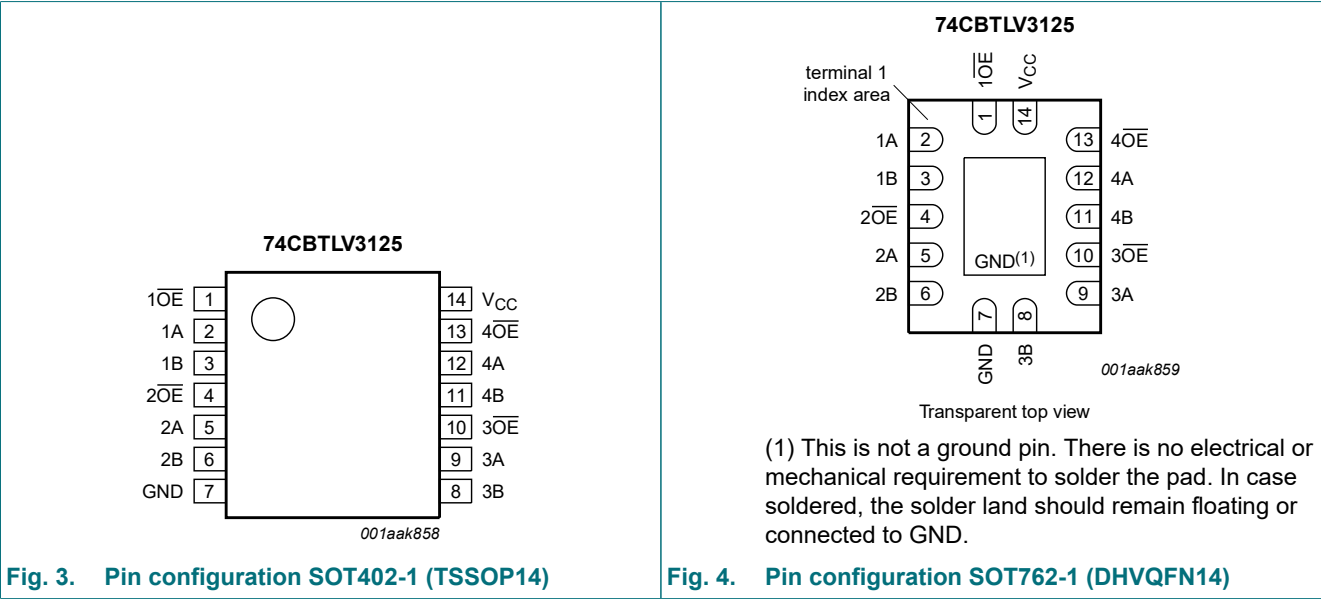 74CBTLV3125
1OE 1
1A 2
1B 3
2OE 4
2A 5
2B 6
GND 7
14 VCC
13 4OE
12 4A
11 4B
10 3OE
9 3A
8 3B
001aak858
Fig. 3. Pin configuration SOT402-1 (TSSOP14)
74CBTLV3125
terminal 1
index area
1OE
VCC
1
14
1A 2
1B 3
2OE 4
2A 5
2B 6
13 4OE
12 4A
11 4B
10 3OE
9 3A
GND(1)
7
8
GND
3B
001aak859
Transparent top view
(1) This is not a ground pin. There is no electrical or
mechanical requirement to solder the pad. In case
soldered, the solder land should remain floating or
connected to GND.
Fig. 4. Pin configuration SOT762-1 (DHVQFN14)